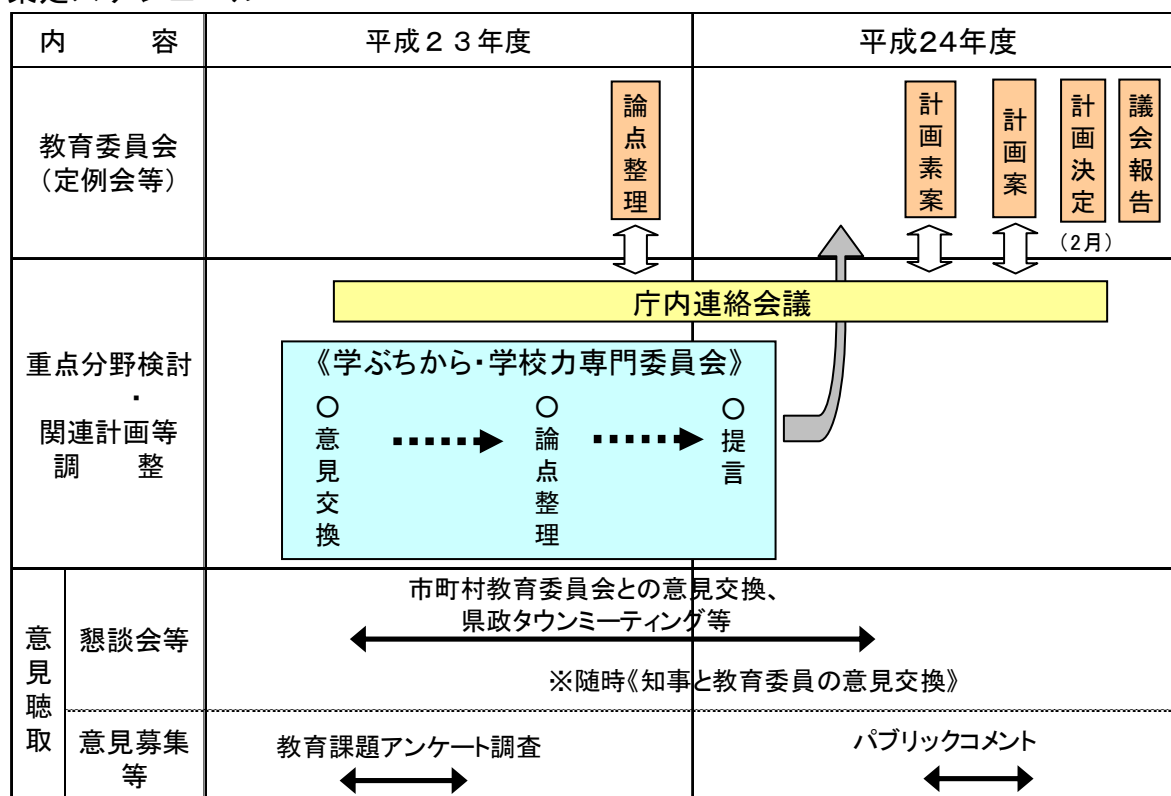 内 容
平成２３年度
平成24年度
教育委員会
（定例会等）
論点整理
計画素案
計画案
計画決定
（2月）
議会報告
庁内連絡会議
重点分野検討
・
関連計画等
調 整
《学ぶちから・学校力専門委員会》
○意見交換
○論点整理
○提言
意見聴取
懇談会等
市町村教育委員会との意見交換、
県政タウンミーティング等
※随時《知事と教育委員の意見交換》
意見募集
等
教育課題アンケート調査
パブリックコメント